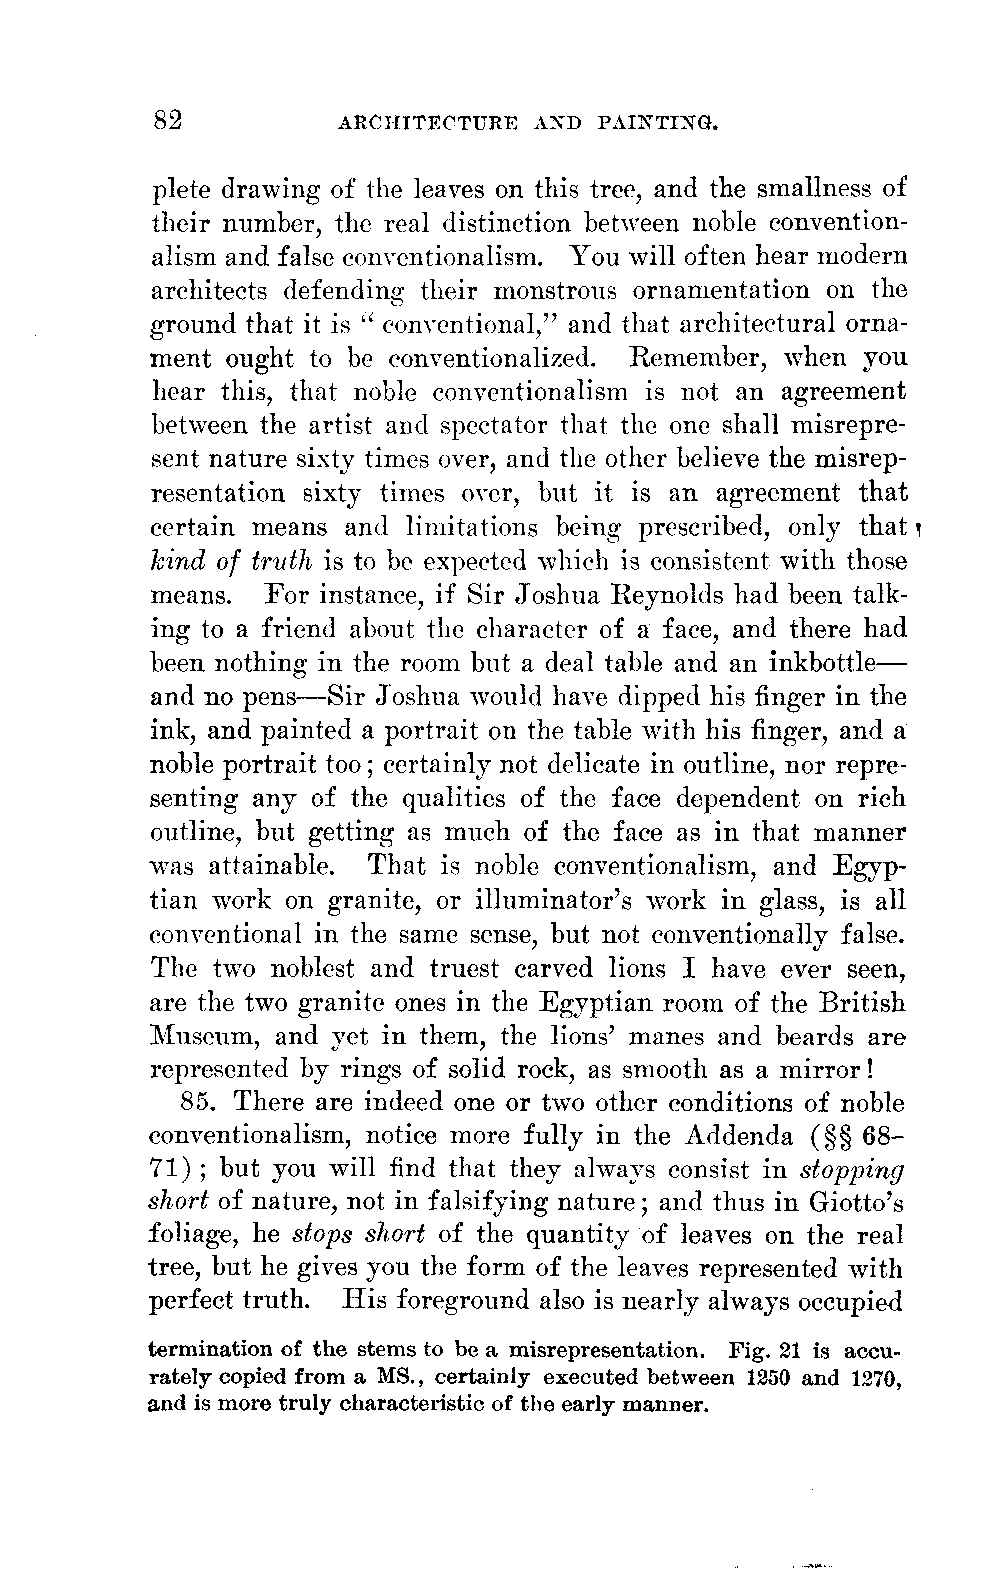 82 ARCHITECTURE AND PAINTING.
plete drawing of the leaves on this tree, and the smallness of
their number, the real distinction between noble convention-
alism and false conventionalism. You will often hear modern
architects defending their monstrous ornamentation on the
ground that it is “ conventional,” and that architectural orna-
ment ought to be conventionalized. Remember, when you
hear this, that noble conventionalism is not an agreement
between the artist and spectator that the one shall misrepre-
sent nature sixty times over, and the other believe the misrep-
resentation sixty times over, but it is an agreement that
certain means and limitations being prescribed, only that
kind of truth is to be expected which is consistent with those
means. For instance, if Sir Joshua Reynolds had been talk-
ing to a friend about the character of a face, and there had
been nothing in the room but a deal table and an inkbottle—
and no pens—Sir Joshua would have dipped his finger in the
ink, and painted a portrait on the table with his finger, and a
noble portrait too; certainly not delicate in outline, nor repre-
senting any of the qualities of the face dependent on rich
outline, but getting as much of the face as in that manner
was attainable. That is noble conventionalism, and Egyp-
tian work on granite, or illuminator’s work in glass, is all
conventional in the same sense, but not conventionally false.
The two noblest and truest carved lions I have ever seen,
are the two granite ones in the Egyptian room of the British
Museum, and yet in them, the lions’ manes and beards are
represented by rings of solid rock, as smooth as a mirror!
85. There are indeed one or two other conditions of noble
conventionalism, notice more fully in the Addenda (§§ 68–
71); but you will find that they always consist in stopping
short of nature, not in falsifying nature; and thus in Giotto’s
foliage, he stops short of the quantity of leaves on the real
tree, but he gives you the form of the leaves represented with
perfect truth. His foreground also is nearly always occupied
termination of the stems to be a misrepresentation. Fig. 21 is accu-
rately copied from a MS., certainly executed between 1250 and 1270,
and is more truly characteristic of the early manner.